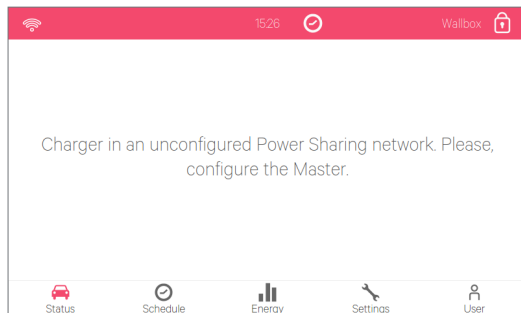 15:26 Wallbox
Charger in an unconfigured Power Sharing network. Please,
configure the Master.
Status Schedule Energy Settings User